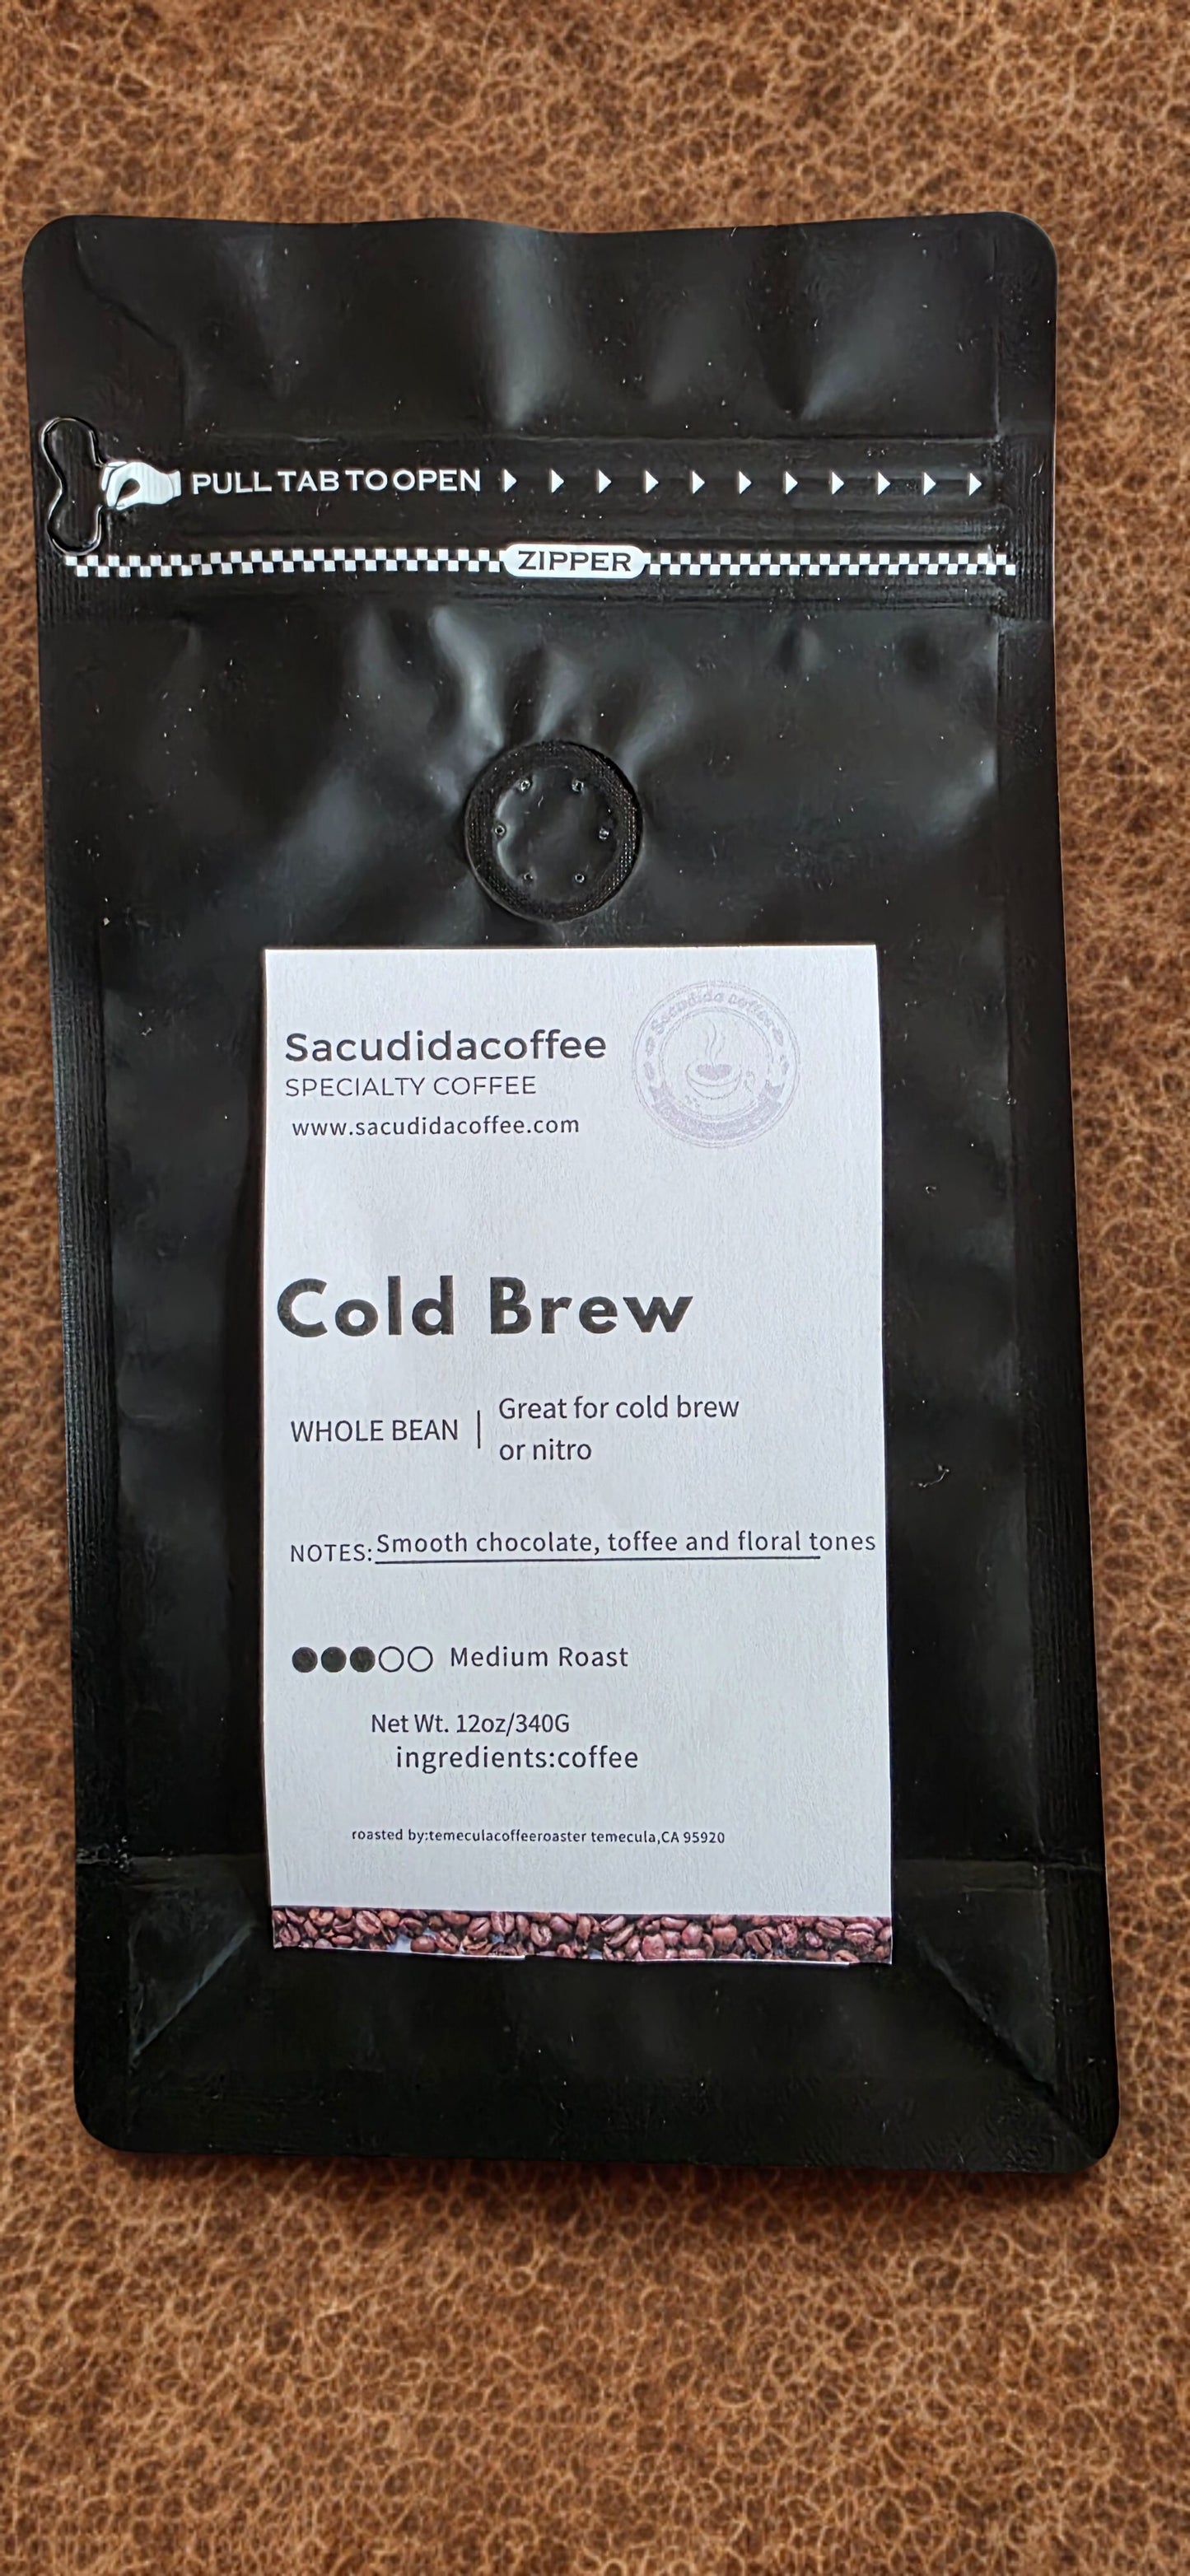 PULL TAB TO OPEN
ZIPPER
Sacudidacoffee
SPECIALTY COFFEE
www.sacudidacoffee.com
Sacudida coffee
Cold Brew
WHOLE BEAN
Great for cold brew
or nitro
NOTES: Smooth chocolate, toffee and floral tones
Medium Roast
Net Wt. 12oz/340G
ingredients:coffee
roasted by:temeculacoffeeroaster temecula,CA 95920